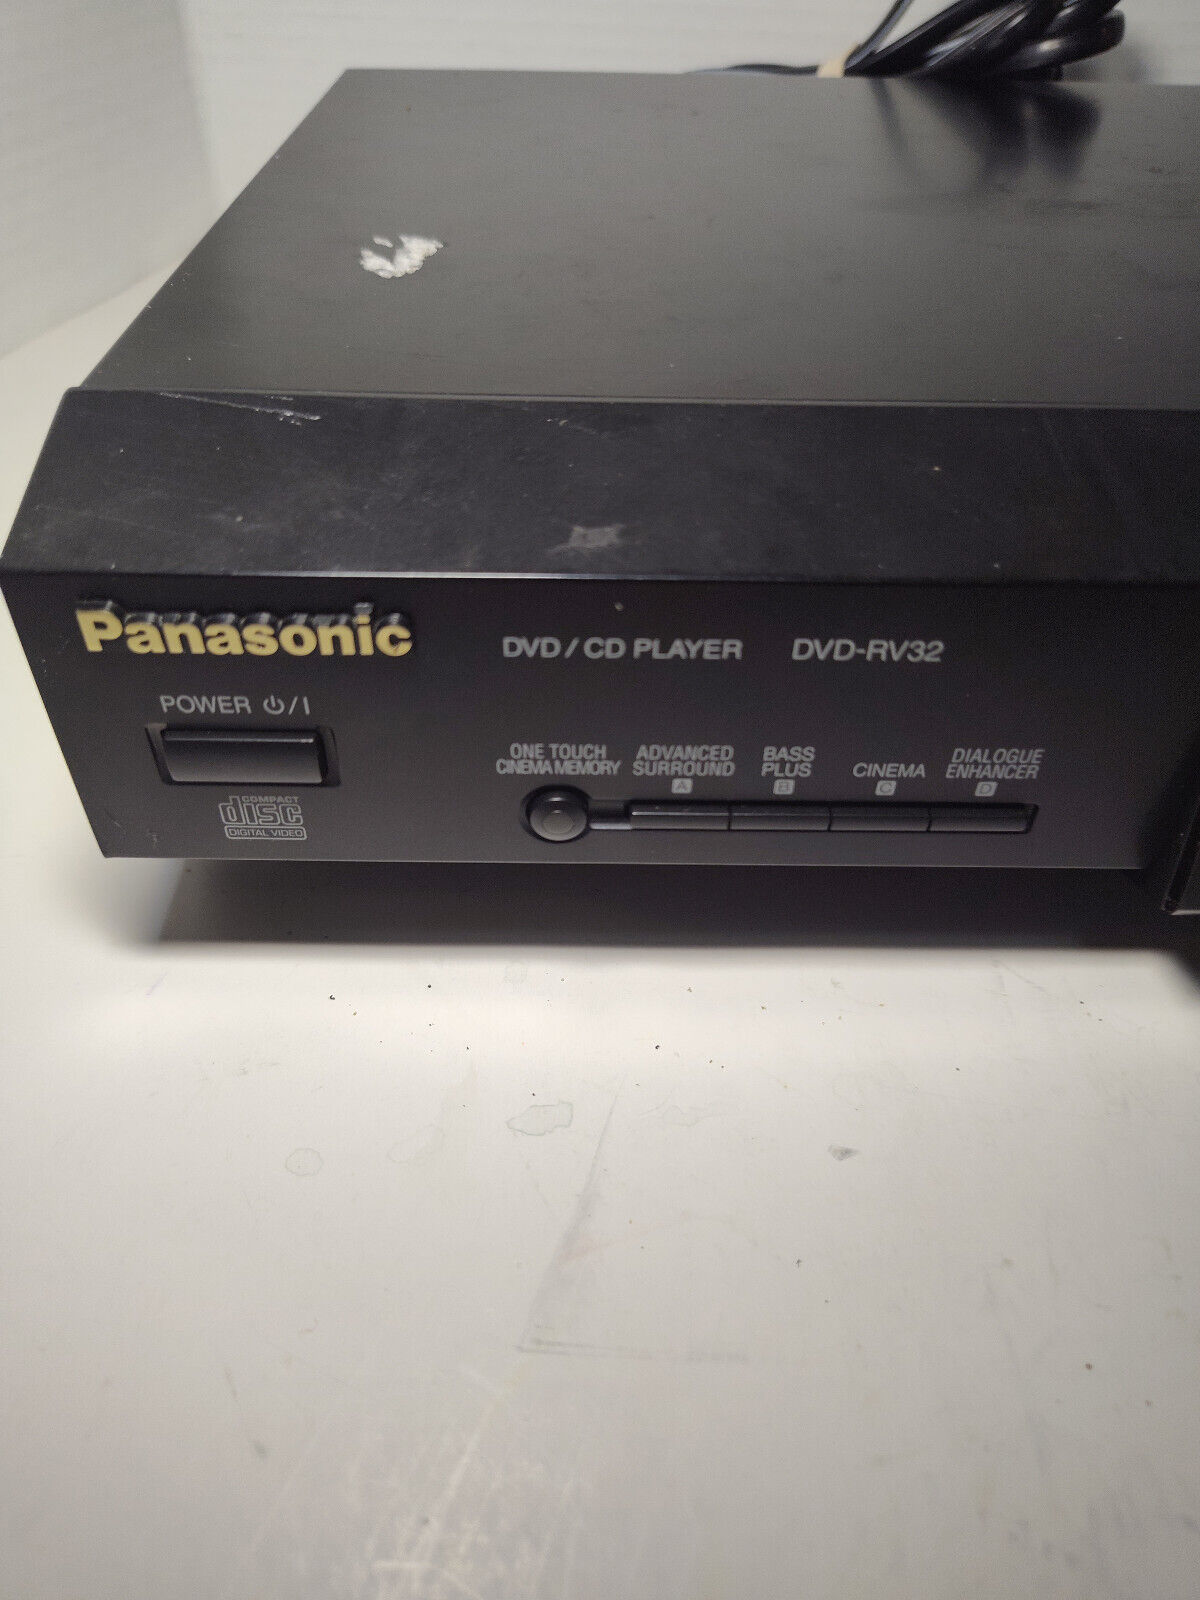 Panasonic
DVD / CD PLAYER DVD-RV32
POWER ⏻/I
ONE TOUCH
CINEMA MEMORY
ADVANCED
SURROUND
A
BASS
PLUS
B
CINEMA
C
DIALOGUE
ENHANCER
D
COMPACT
disc
DIGITAL VIDEO